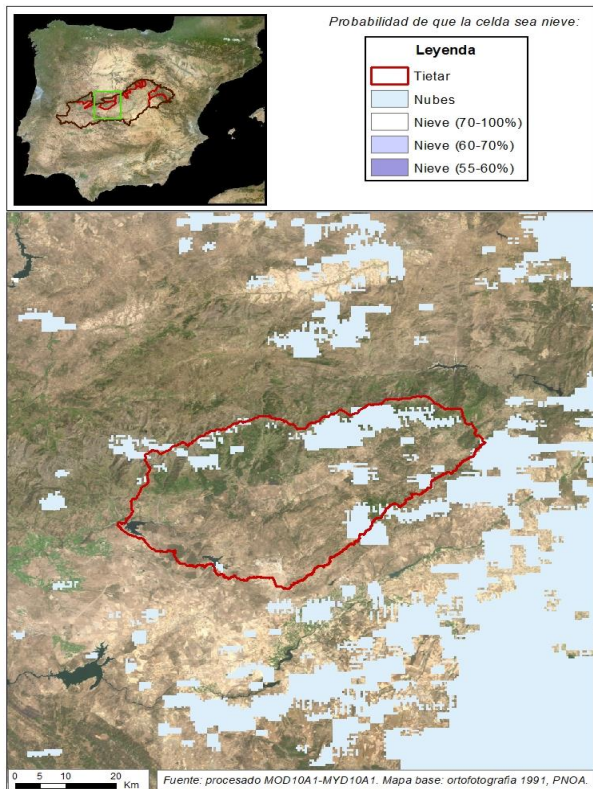 Probabilidad de que la celda sea nieve:
Leyenda
Tietar
Nubes
Nieve (70-100%)
Nieve (60-70%)
Nieve (55-60%)
0 5 10 20
Km
Fuente: procesado MOD10A1-MYD10A1. Mapa base: ortofotografia 1991, PNOA.